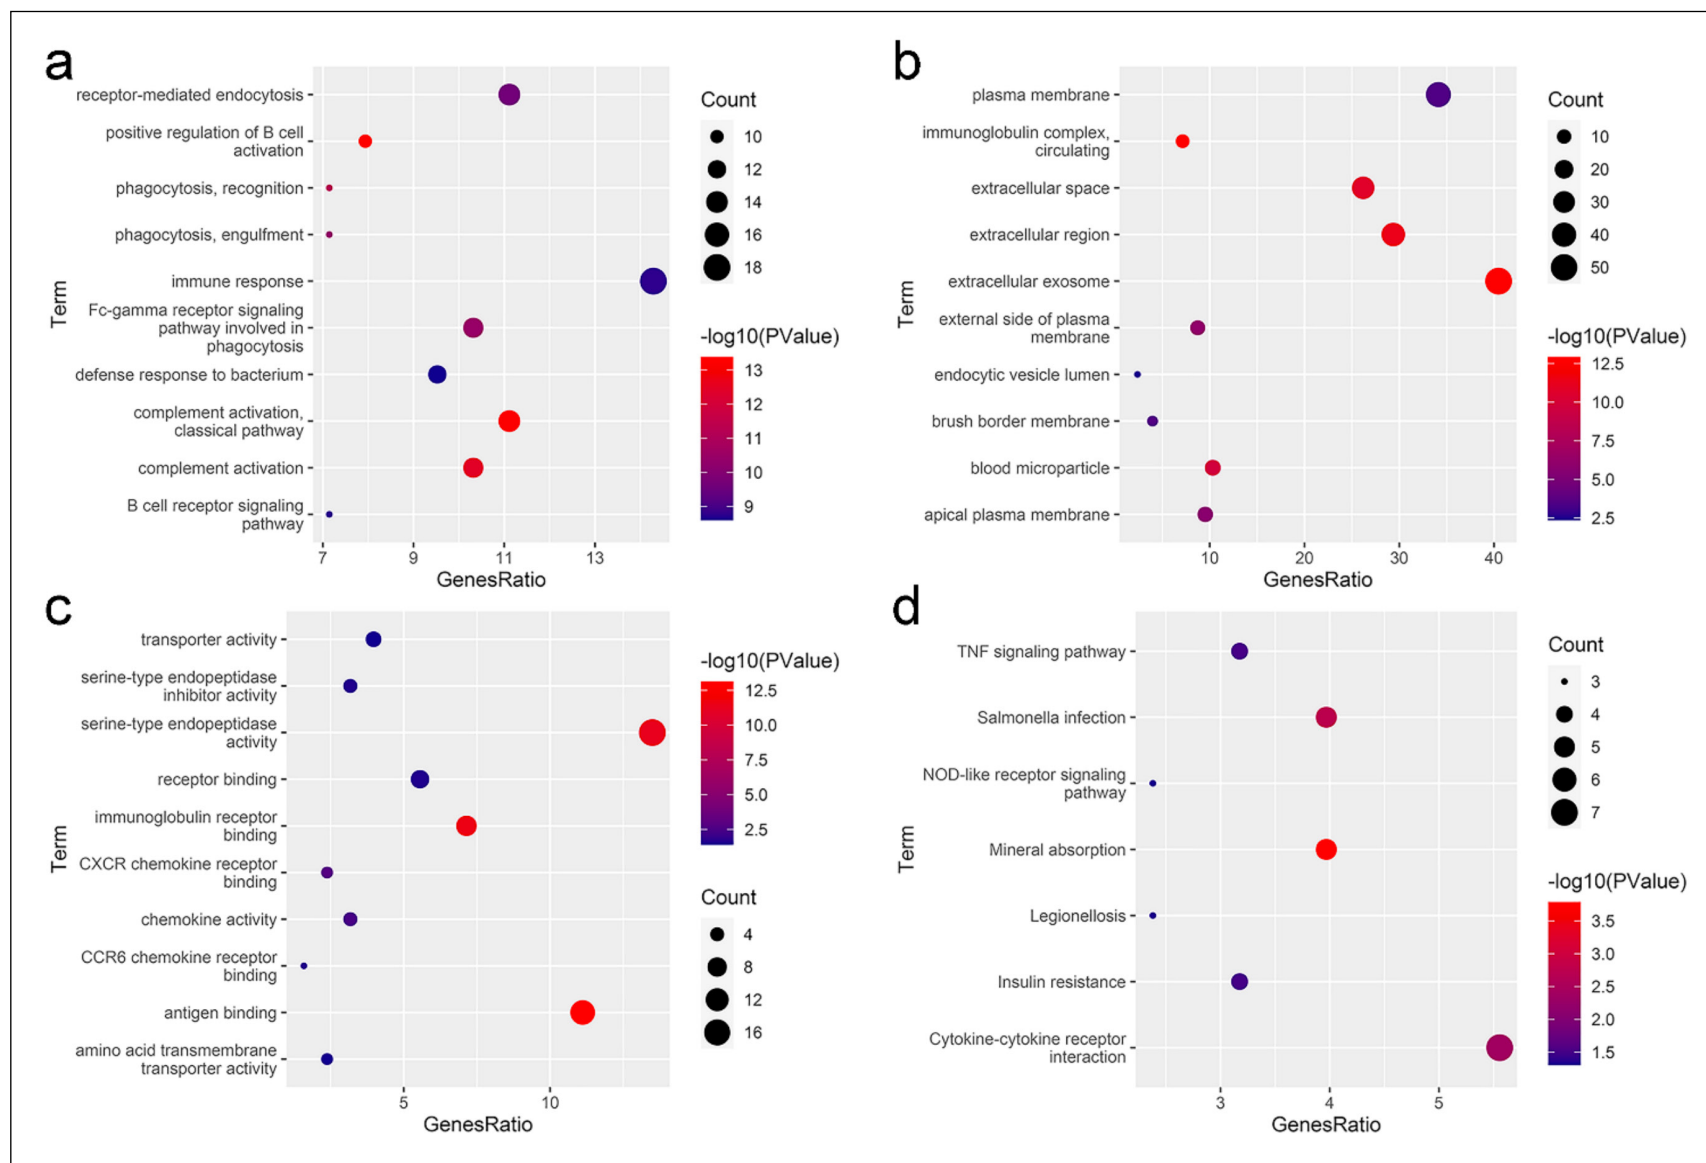 a
receptor-mediated endocytosis
positive regulation of B cell
activation
phagocytosis, recognition
phagocytosis, engulfment
immune response
Fc-gamma receptor signaling
pathway involved in
phagocytosis
defense response to bacterium
complement activation,
classical pathway
complement activation
B cell receptor signaling
pathway
Term
7 9 11 13
GenesRatio
Count
10
12
14
16
18
-log10(PValue)
13
12
11
10
9
b
plasma membrane
immunoglobulin complex,
circulating
extracellular space
extracellular region
extracellular exosome
external side of plasma
membrane
endocytic vesicle lumen
brush border membrane
blood microparticle
apical plasma membrane
Term
10 20 30 40
GenesRatio
Count
10
20
30
40
50
-log10(PValue)
12.5
10.0
7.5
5.0
2.5
c
transporter activity
serine-type endopeptidase
inhibitor activity
serine-type endopeptidase
activity
receptor binding
immunoglobulin receptor
binding
CXCR chemokine receptor
binding
chemokine activity
CCR6 chemokine receptor
binding
antigen binding
amino acid transmembrane
transporter activity
Term
5 10
GenesRatio
-log10(PValue)
12.5
10.0
7.5
5.0
2.5
Count
4
8
12
16
d
TNF signaling pathway
Salmonella infection
NOD-like receptor signaling
pathway
Mineral absorption
Legionellosis
Insulin resistance
Cytokine-cytokine receptor
interaction
Term
3 4 5
GenesRatio
Count
3
4
5
6
7
-log10(PValue)
3.5
3.0
2.5
2.0
1.5